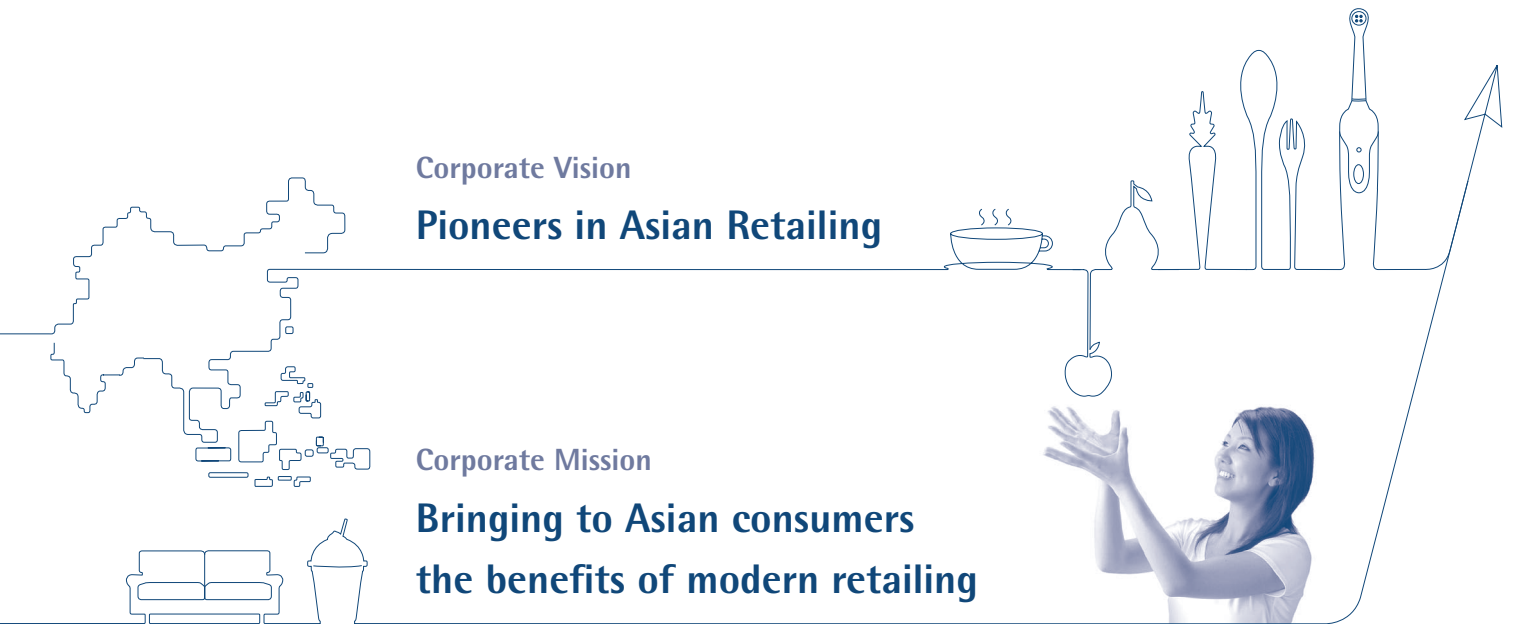 Corporate Vision
Pioneers in Asian Retailing
Corporate Mission
Bringing to Asian consumers
the benefits of modern retailing